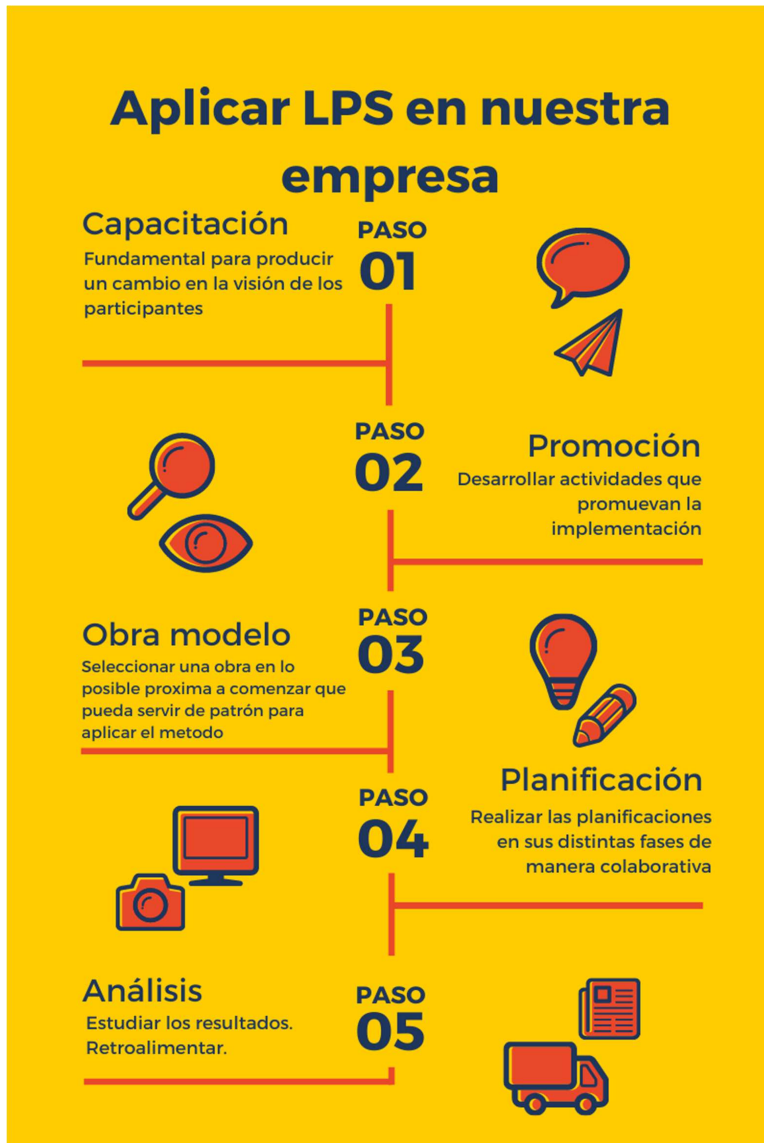 Aplicar LPS en nuestra
empresa
Capacitación
Fundamental para producir
un cambio en la visión de los
participantes
PASO
01
PASO
02
Promoción
Desarrollar actividades que
promuevan la
implementación
Obra modelo
Seleccionar una obra en lo
posible proxima a comenzar que
pueda servir de patrón para
aplicar el metodo
PASO
03
PASO
04
Planificación
Realizar las planificaciones
en sus distintas fases de
manera colaborativa
Análisis
Estudiar los resultados.
Retroalimentar.
PASO
05